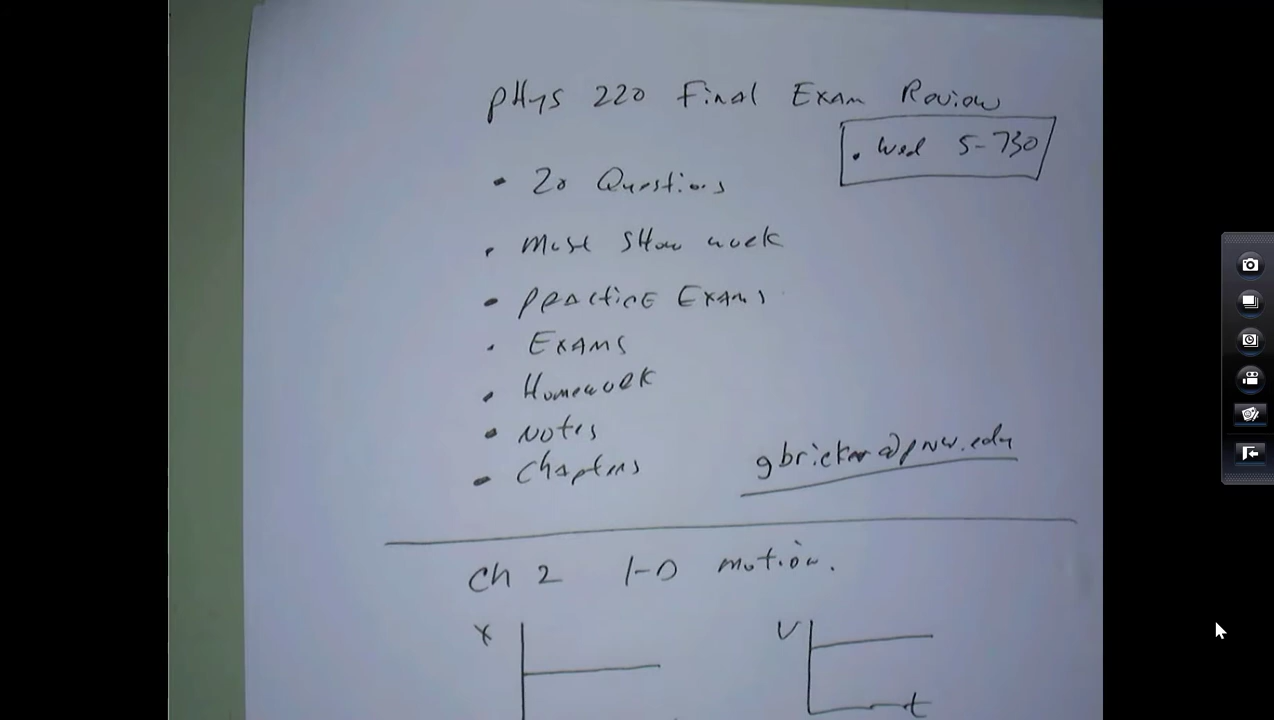 PHYS 220 Final Exam Review
• Wed 5-730
• 20 Questions
• Must Show work
• Practice Exams
• Exams
• Homework
• Notes
• Chapters
gbricker@pnw.edu
Ch 2 1-D motion.
x
v
t